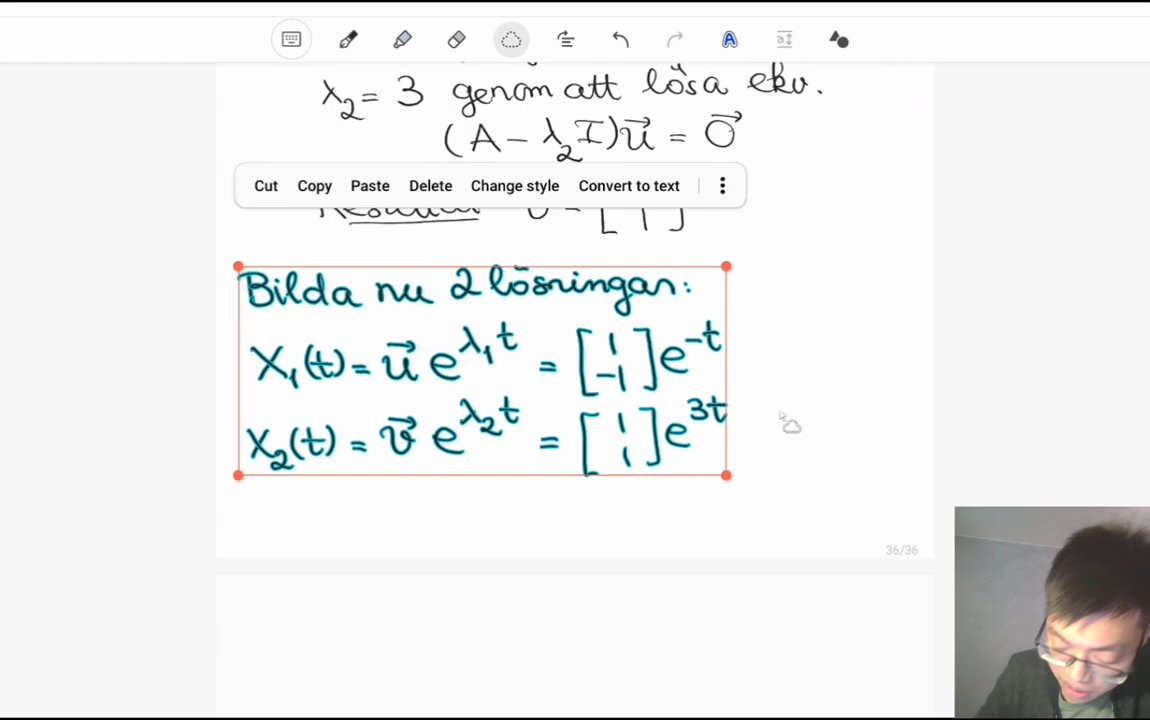 λ₂ = 3 genom att lösa ekv.
(A − λ₂I)u⃗ = 0⃗
Cut Copy Paste Delete Change style Convert to text
Bilda nu 2 lösningar:
X₁(t) = u⃗ e^{λ₁t} = [1 -1] e^{-t}
X₂(t) = v⃗ e^{λ₂t} = [1 1] e^{3t}
36/36